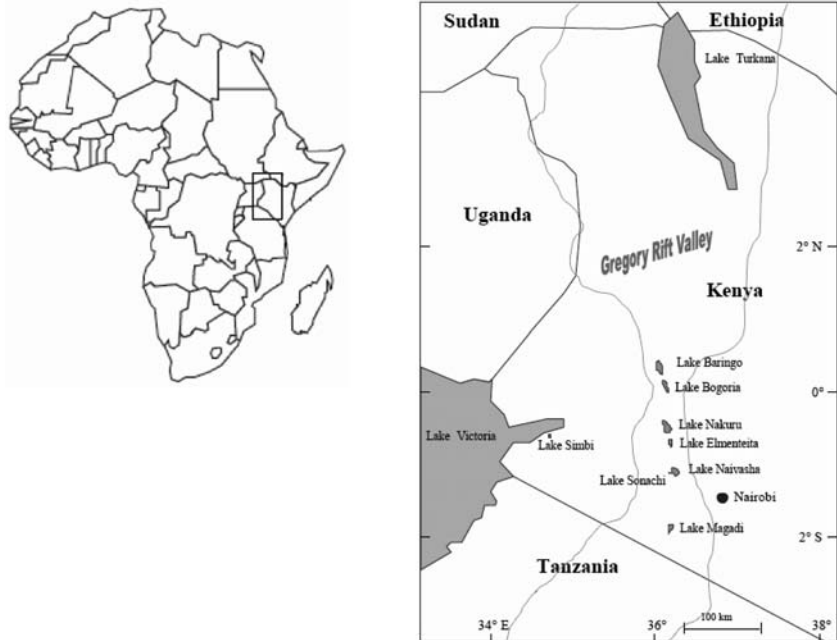 Sudan
Ethiopia
Lake Turkana
Uganda
2° N
Gregory Rift Valley
Kenya
Lake Baringo
Lake Bogoria
0°
Lake Nakuru
Lake Victoria
Lake Elmenteita
Lake Simbi
Lake Naivasha
Lake Sonachi
Nairobi
Lake Magadi
2° S
Tanzania
100 km
34° E
36°
38°